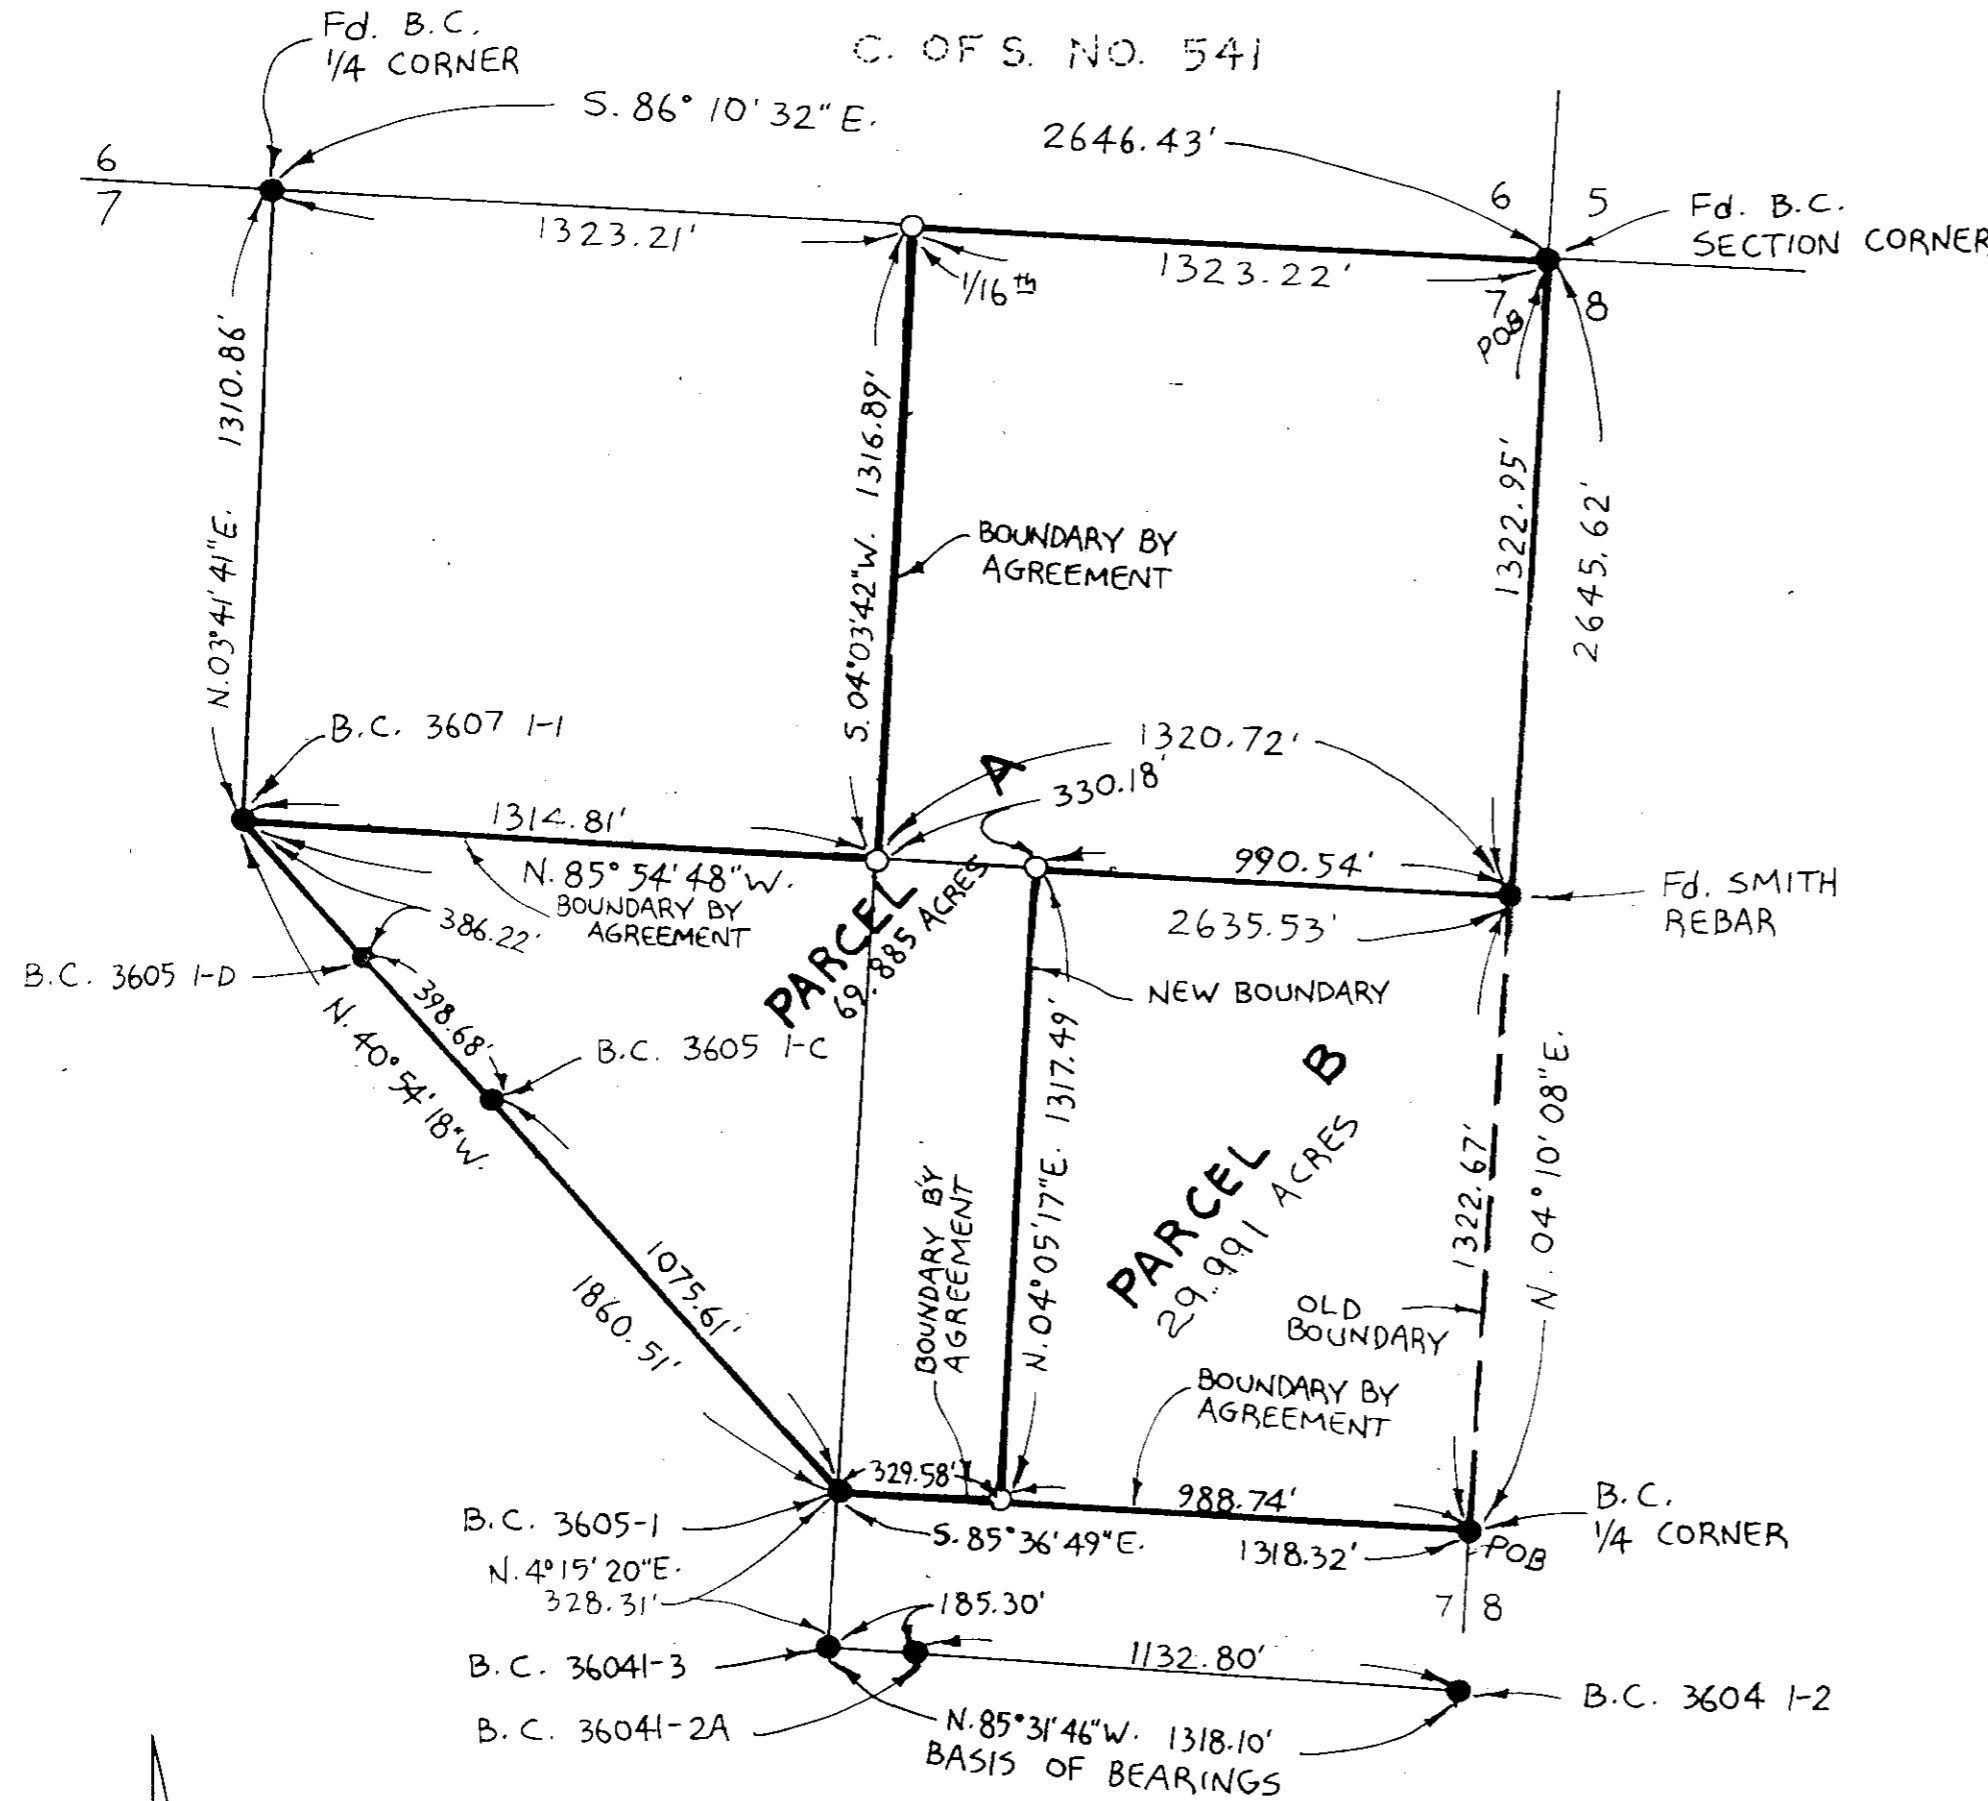 Fd. B.C.
1/4 CORNER
C. OF S. NO. 541
S. 86° 10' 32" E.
2646.43'
6
7
6
5
Fd. B.C.
SECTION CORNER
1323.21'
1/16th
1323.22'
7
8
POB
1310.86'
N. 03° 41' 41" E.
1316.89'
S. 04° 03' 42" W.
BOUNDARY BY
AGREEMENT
1322.95'
2645.62'
B.C. 3607 1-1
1320.72'
330.18'
1314.81'
N. 85° 54' 48" W.
BOUNDARY BY
AGREEMENT
990.54'
2635.53'
Fd. SMITH
REBAR
386.22'
B.C. 3605 1-D
398.68'
B.C. 3605 1-C
N. 40° 54' 18" W.
PARCEL A
69.885 ACRES
NEW BOUNDARY
N. 04° 05' 17" E. 1317.49'
PARCEL B
29.991 ACRES
1322.67'
N. 04° 10' 08" E.
1075.61'
1860.51'
BOUNDARY BY
AGREEMENT
OLD
BOUNDARY
BOUNDARY BY
AGREEMENT
329.58'
988.74'
B.C. 3605-1
S. 85° 36' 49" E.
1318.32'
B.C.
1/4 CORNER
POB
N. 4° 15' 20" E.
328.31'
185.30'
7
8
B.C. 36041-3
1132.80'
B.C. 3604 1-2
B.C. 36041-2A
N. 85° 31' 46" W. 1318.10'
BASIS OF BEARINGS